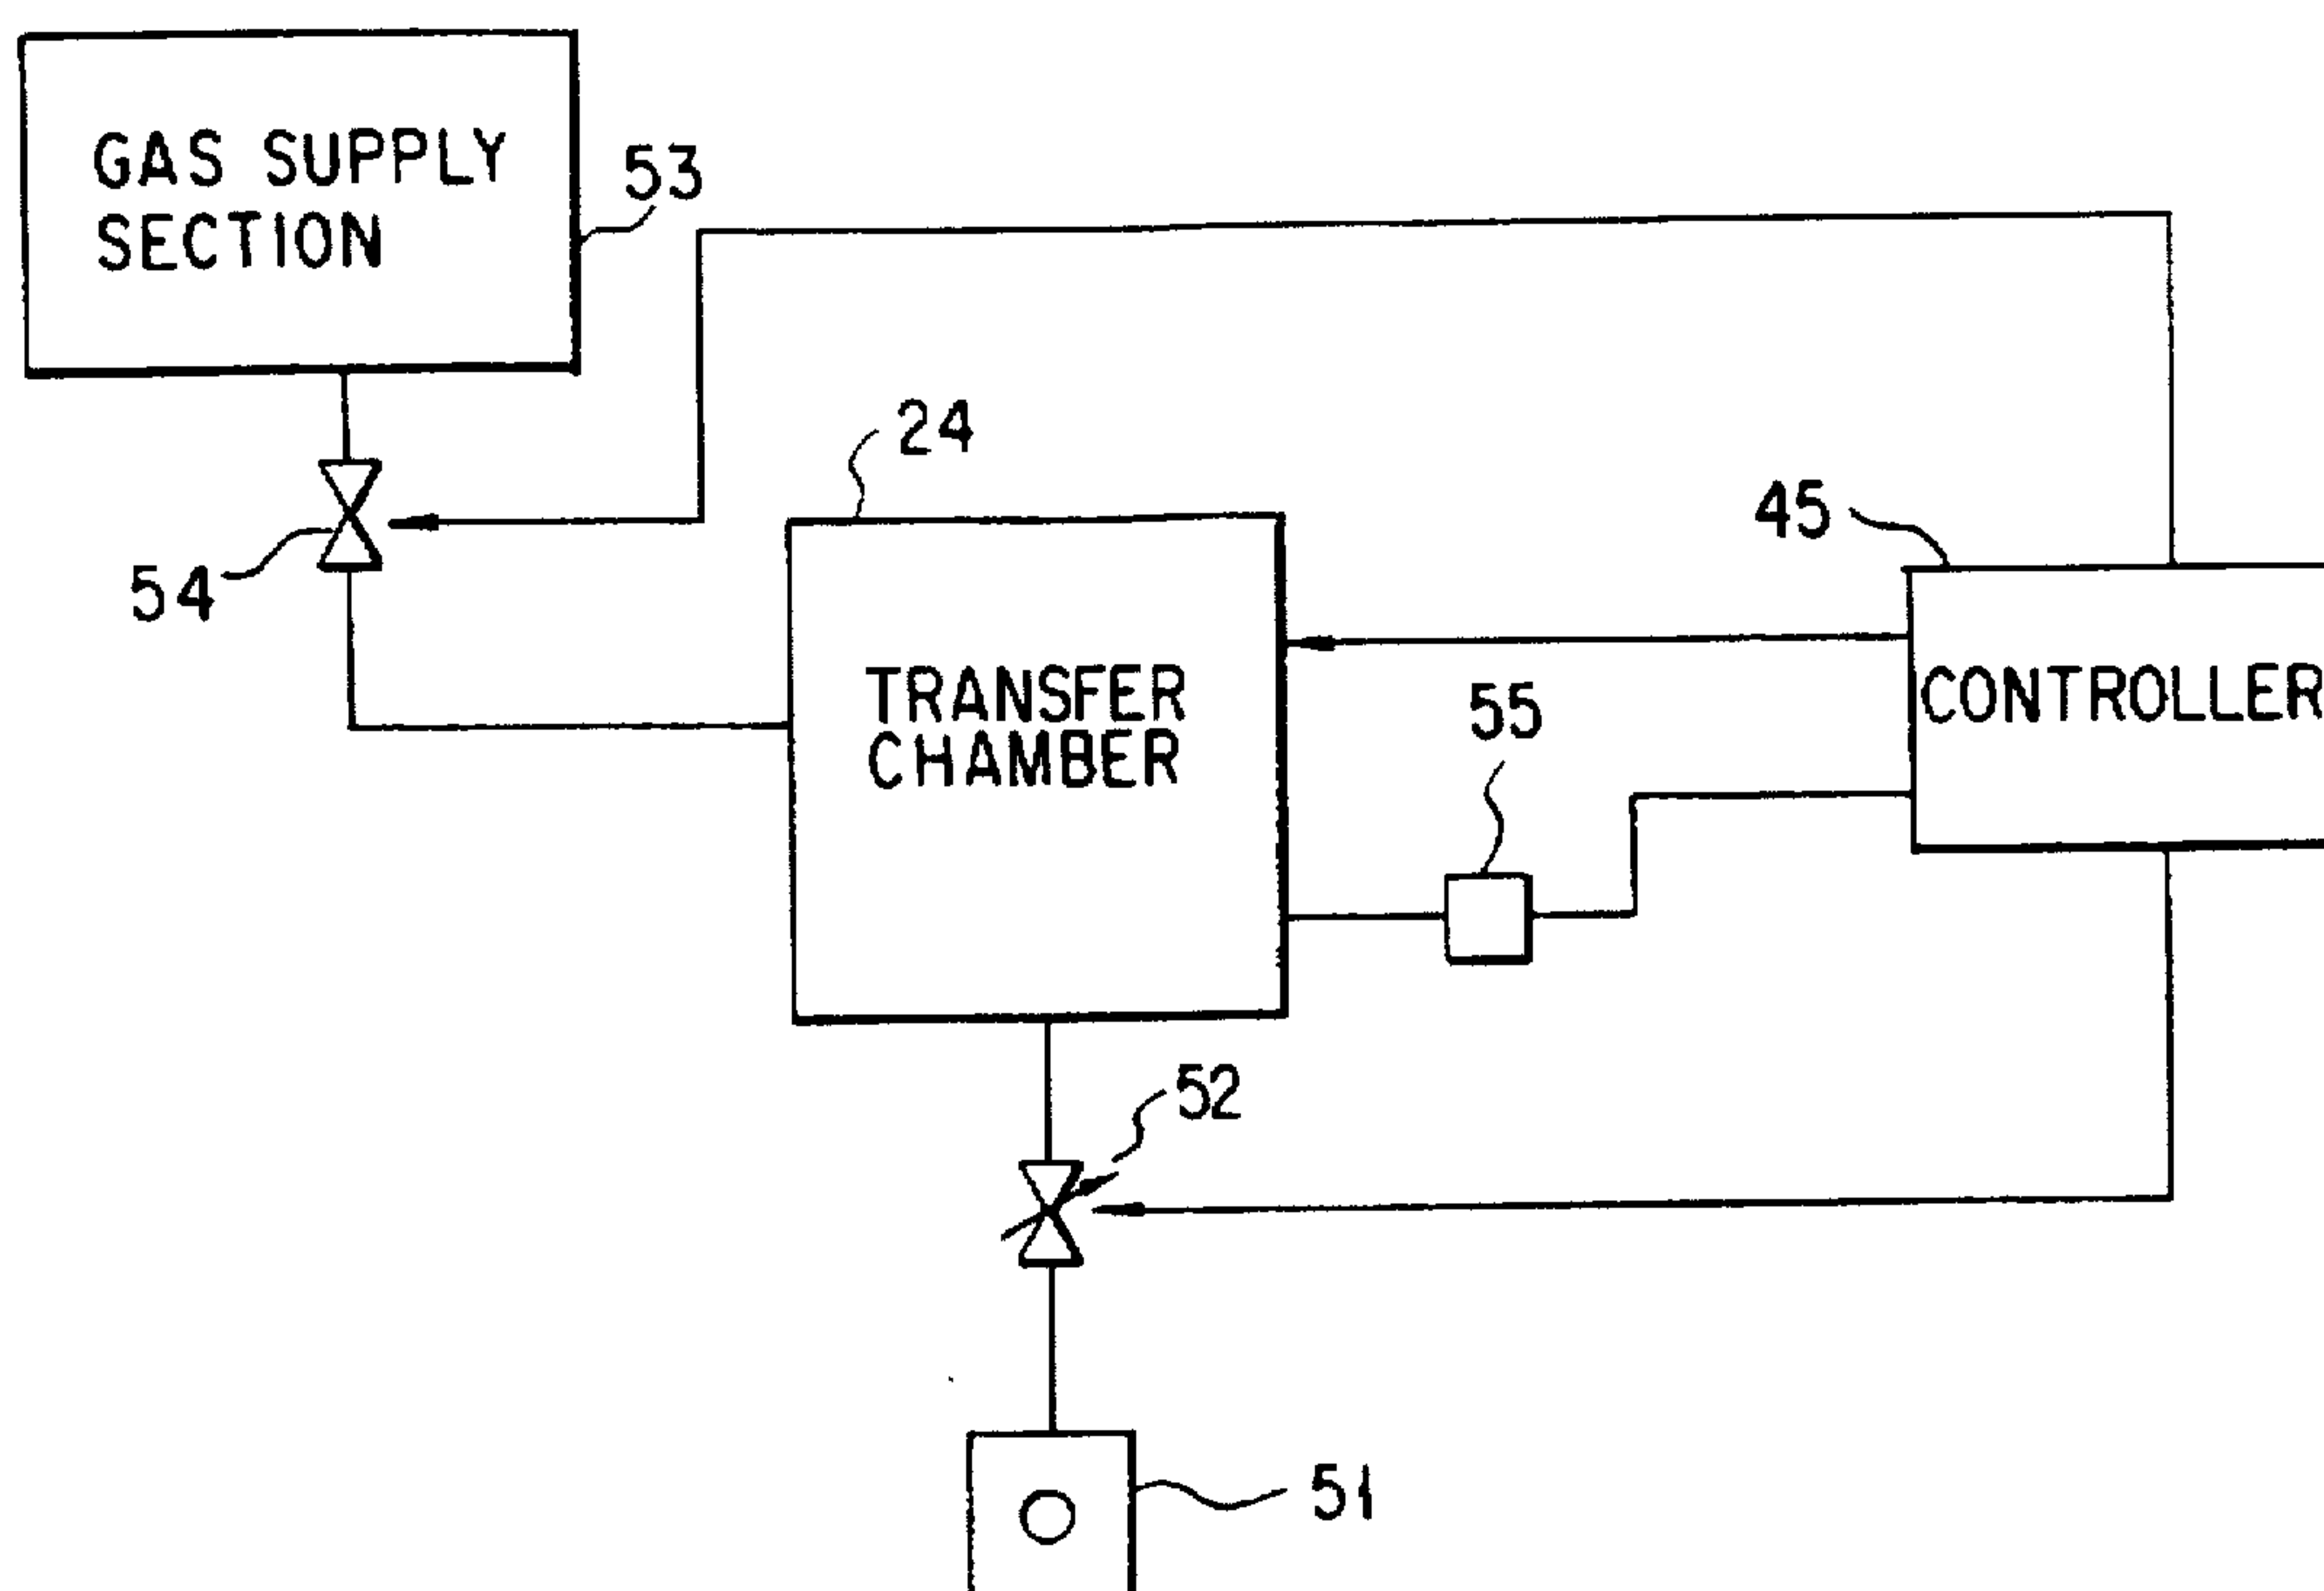 GAS SUPPLY
SECTION
53
24
45
54
TRANSFER
CHAMBER
CONTROLLER
55
52
51